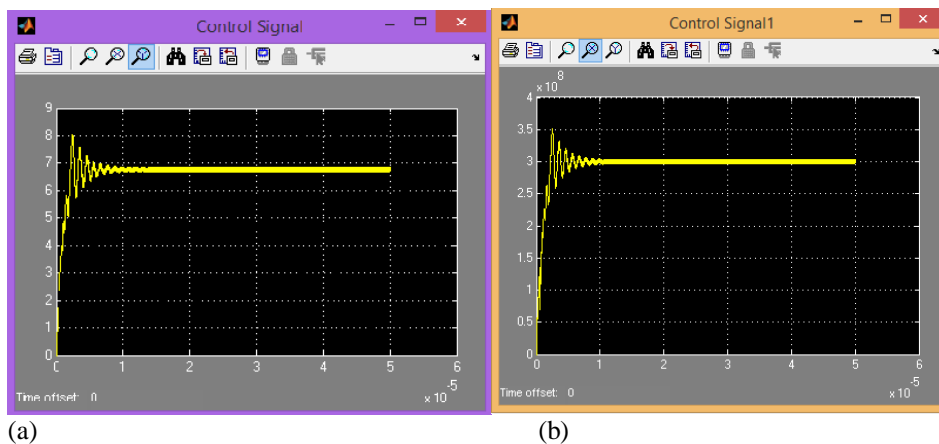 Control Signal
9
8
7
6
5
4
3
2
1
0
C 1 2 3 4 5 6
-5
x 10
Time offset: 0
(a)
Control Signal1
x 10^8
4
3.5
3
2.5
2
1.5
1
0.5
0
0 1 2 3 4 5 6
-5
x 10
Time offset: 0
(b)